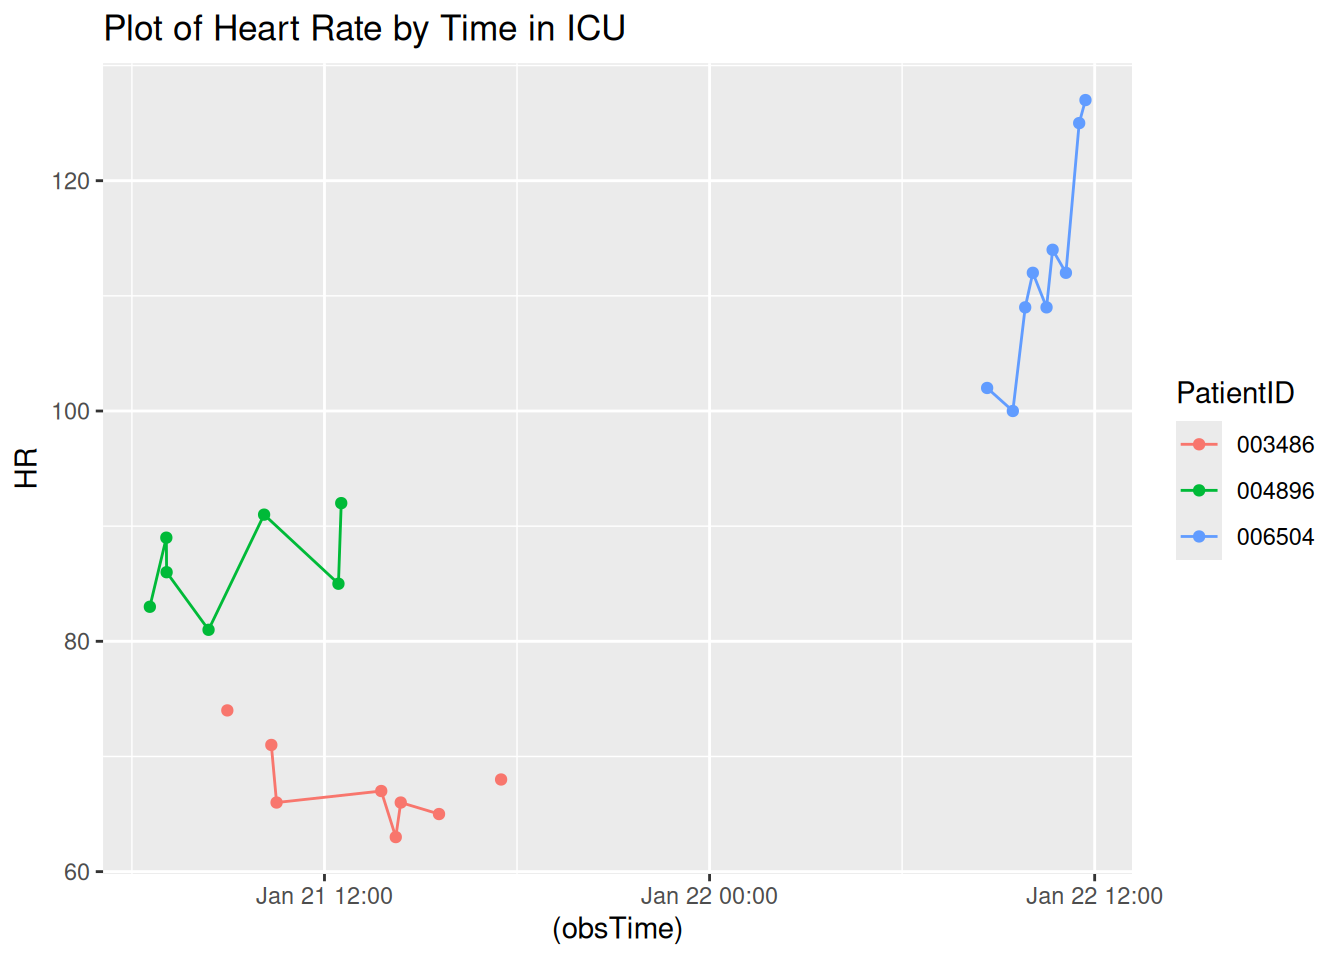 Plot of Heart Rate by Time in ICU
120
100
80
60
HR
Jan 21 12:00
Jan 22 00:00
Jan 22 12:00
(obsTime)
PatientID
003486
004896
006504